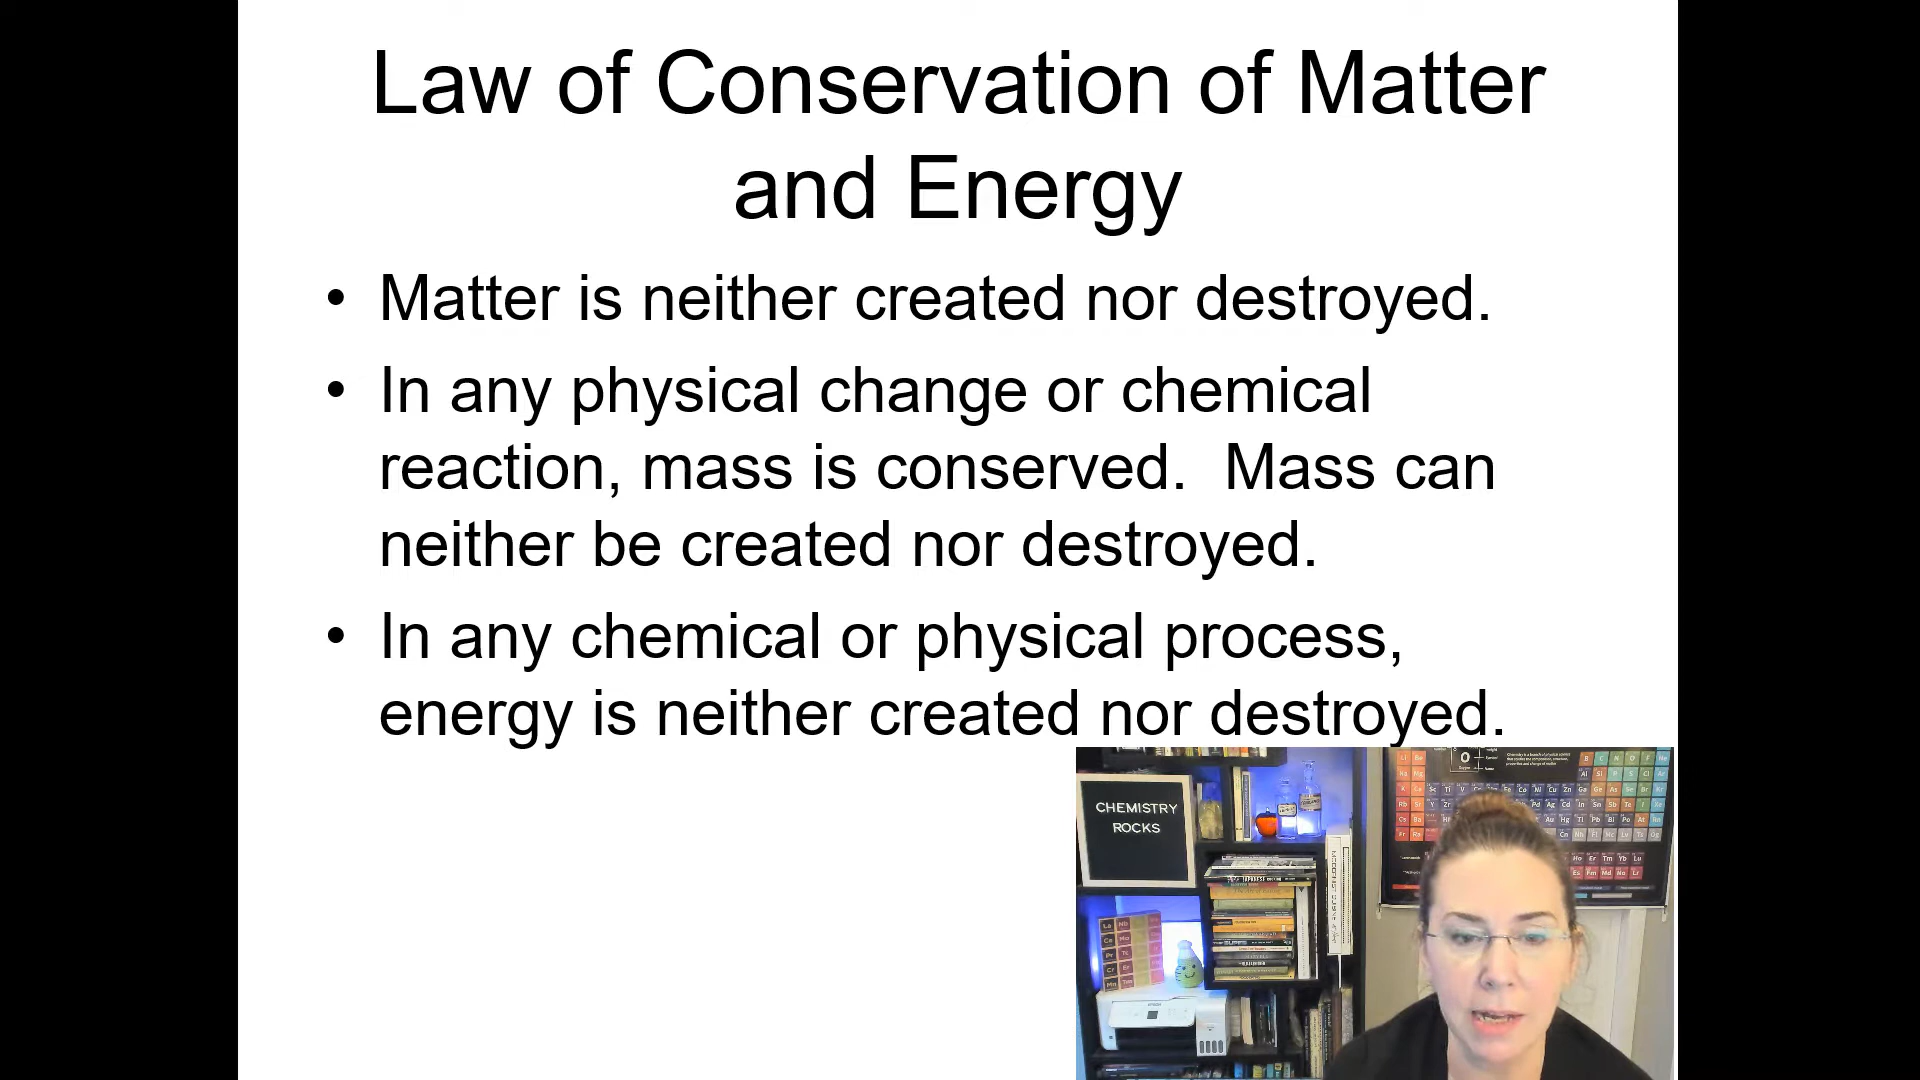 Law of Conservation of Matter
and Energy
• Matter is neither created nor destroyed.
• In any physical change or chemical
reaction, mass is conserved.  Mass can
neither be created nor destroyed.
• In any chemical or physical process,
energy is neither created nor destroyed.
CHEMISTRY
ROCKS